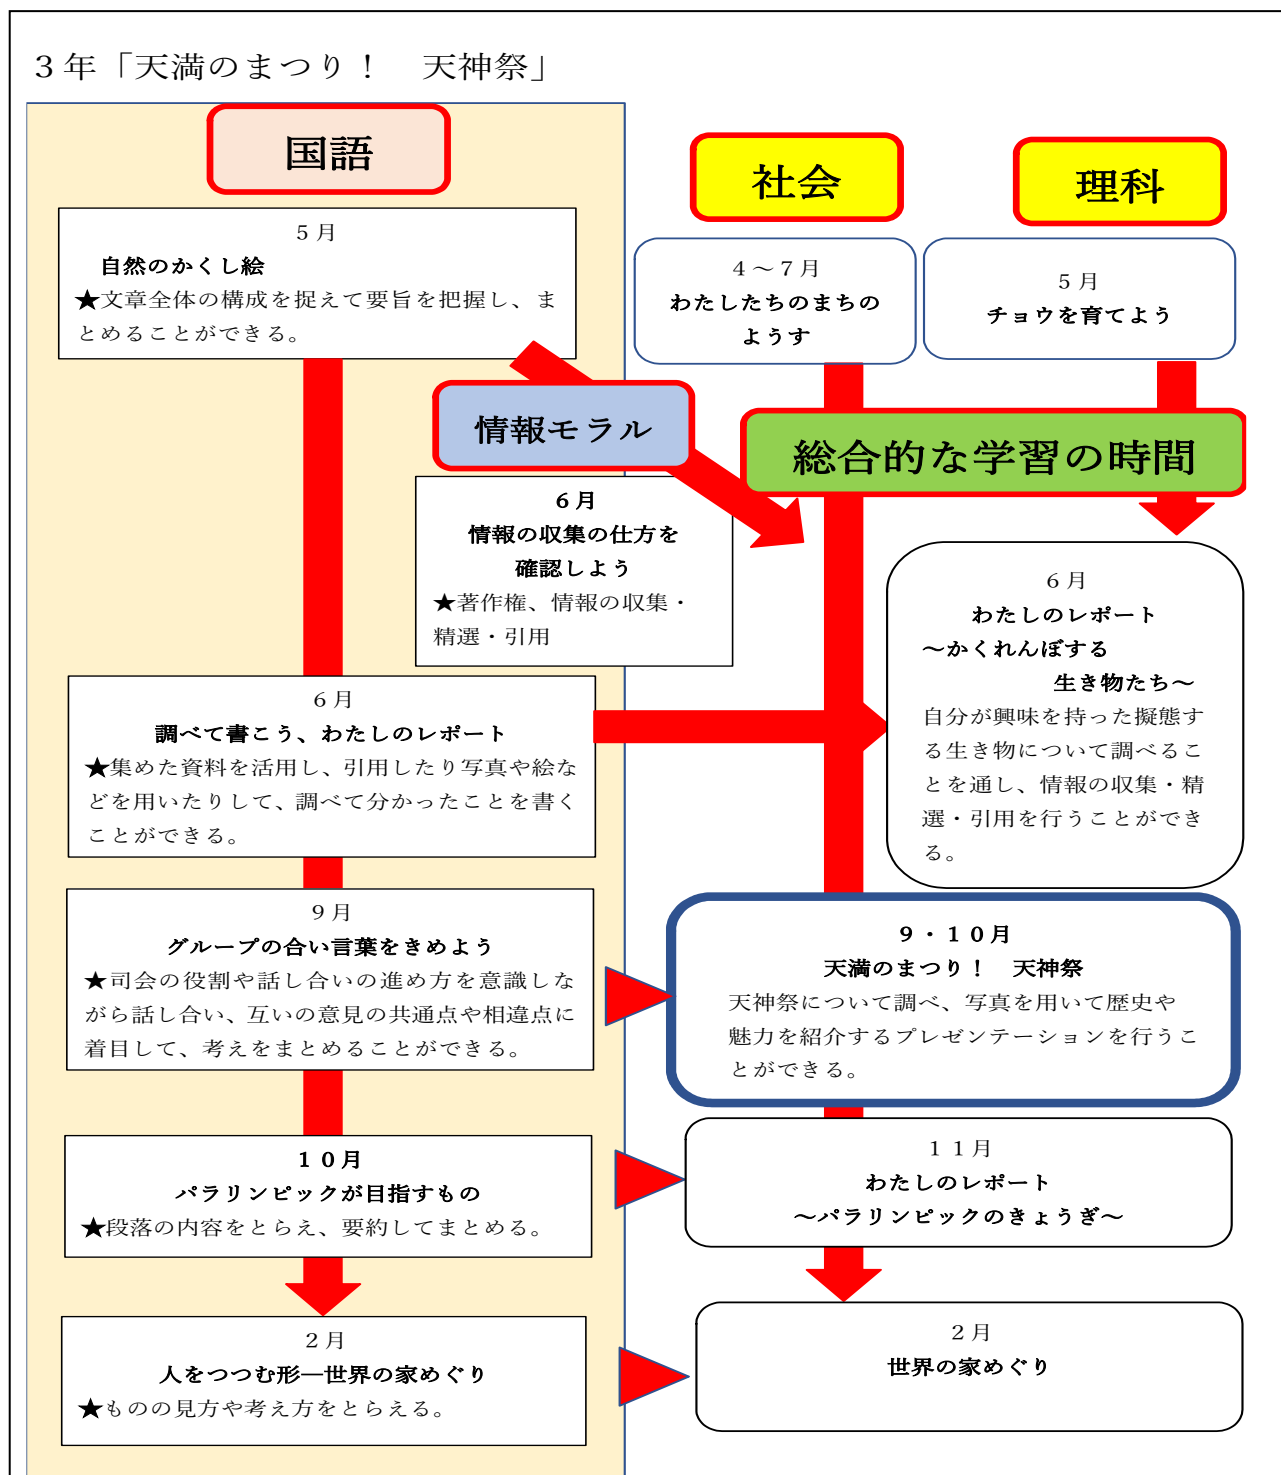 ３年「天満のまつり！　天神祭」
国語
社会
理科
５月
自然のかくし絵
★文章全体の構成を捉えて要旨を把握し、ま
とめることができる。
４～７月
わたしたちのまちの
ようす
５月
チョウを育てよう
情報モラル
総合的な学習の時間
６月
情報の収集の仕方を
確認しよう
★著作権、情報の収集・
精選・引用
６月
わたしのレポート
～かくれんぼする
生き物たち～
自分が興味を持った擬態す
る生き物について調べるこ
とを通し、情報の収集・精
選・引用を行うことができ
る。
６月
調べて書こう、わたしのレポート
★集めた資料を活用し、引用したり写真や絵な
どを用いたりして、調べて分かったことを書く
ことができる。
９月
グループの合い言葉をきめよう
★司会の役割や話し合いの進め方を意識しな
がら話し合い、互いの意見の共通点や相違点に
着目して、考えをまとめることができる。
９・１０月
天満のまつり！　天神祭
天神祭について調べ、写真を用いて歴史や
魅力を紹介するプレゼンテーションを行うこ
とができる。
１０月
パラリンピックが目指すもの
★段落の内容をとらえ、要約してまとめる。
１１月
わたしのレポート
～パラリンピックのきょうぎ～
２月
人をつつむ形―世界の家めぐり
★ものの見方や考え方をとらえる。
２月
世界の家めぐり